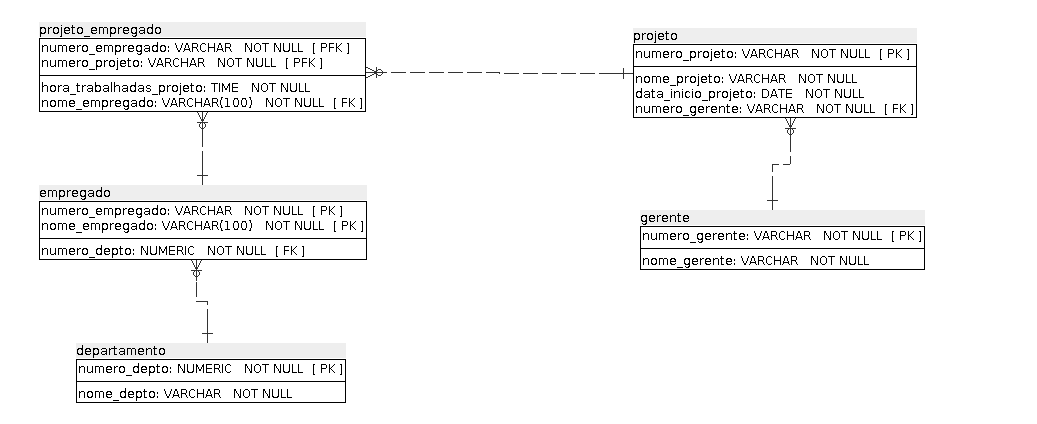 projeto_empregado
numero_empregado: VARCHAR NOT NULL [ PFK ]
numero_projeto: VARCHAR NOT NULL [ PFK ]
hora_trabalhadas_projeto: TIME NOT NULL
nome_empregado: VARCHAR(100) NOT NULL [ FK ]
projeto
numero_projeto: VARCHAR NOT NULL [ PK ]
nome_projeto: VARCHAR NOT NULL
data_inicio_projeto: DATE NOT NULL
numero_gerente: VARCHAR NOT NULL [ FK ]
empregado
numero_empregado: VARCHAR NOT NULL [ PK ]
nome_empregado: VARCHAR(100) NOT NULL [ PK ]
numero_depto: NUMERIC NOT NULL [ FK ]
gerente
numero_gerente: VARCHAR NOT NULL [ PK ]
nome_gerente: VARCHAR NOT NULL
departamento
numero_depto: NUMERIC NOT NULL [ PK ]
nome_depto: VARCHAR NOT NULL